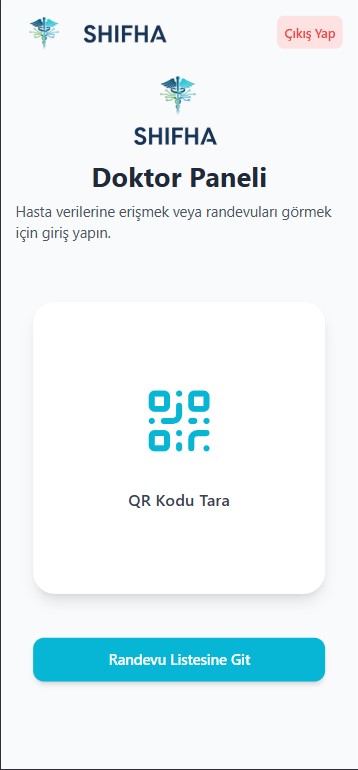 SHIFHA
Çıkış Yap
SHIFHA
Doktor Paneli
Hasta verilerine erişmek veya randevuları görmek
için giriş yapın.
QR Kodu Tara
Randevu Listesine Git